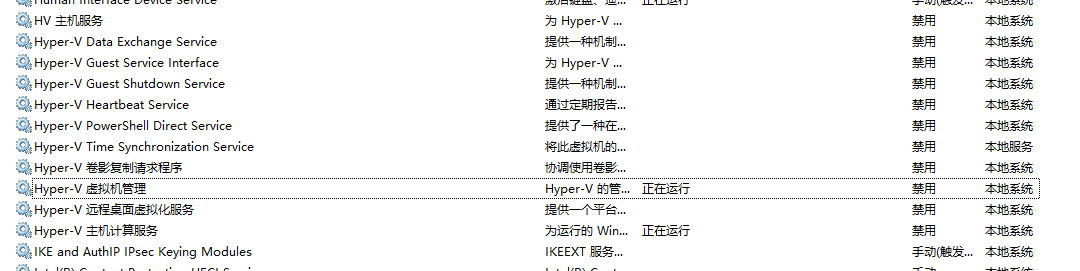 Human Interface Device Service 激活键盘、遥... 正在运行 手动(触发...  本地系统
HV 主机服务 为 Hyper-V ... 禁用 本地系统
Hyper-V Data Exchange Service 提供一种机制... 禁用 本地系统
Hyper-V Guest Service Interface 为 Hyper-V ... 禁用 本地系统
Hyper-V Guest Shutdown Service 提供一种机制... 禁用 本地系统
Hyper-V Heartbeat Service 通过定期报告... 禁用 本地系统
Hyper-V PowerShell Direct Service 提供了一种在... 禁用 本地系统
Hyper-V Time Synchronization Service 将此虚拟机的... 禁用 本地服务
Hyper-V 卷影复制请求程序 协调使用卷影... 禁用 本地系统
Hyper-V 虚拟机管理 Hyper-V 的管... 正在运行 禁用 本地系统
Hyper-V 远程桌面虚拟化服务 提供一个平台... 禁用 本地系统
Hyper-V 主机计算服务 为运行的 Win... 正在运行 禁用 本地系统
IKE and AuthIP IPsec Keying Modules IKEEXT 服务... 手动(触发... 本地系统